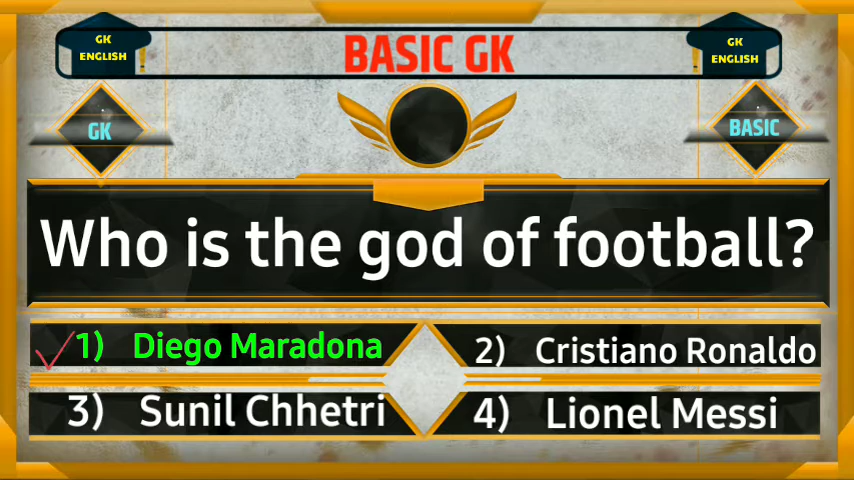 GK
ENGLISH
BASIC GK
GK
ENGLISH
GK
BASIC
Who is the god of football?
1) Diego Maradona
2) Cristiano Ronaldo
3) Sunil Chhetri
4) Lionel Messi